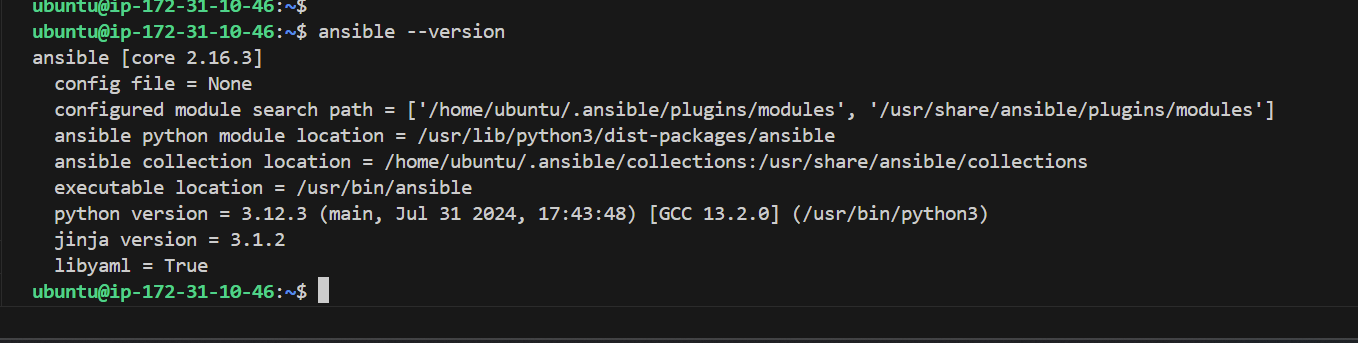 ubuntu@ip-172-31-10-46:~$
ubuntu@ip-172-31-10-46:~$ ansible --version
ansible [core 2.16.3]
  config file = None
  configured module search path = ['/home/ubuntu/.ansible/plugins/modules', '/usr/share/ansible/plugins/modules']
  ansible python module location = /usr/lib/python3/dist-packages/ansible
  ansible collection location = /home/ubuntu/.ansible/collections:/usr/share/ansible/collections
  executable location = /usr/bin/ansible
  python version = 3.12.3 (main, Jul 31 2024, 17:43:48) [GCC 13.2.0] (/usr/bin/python3)
  jinja version = 3.1.2
  libyaml = True
ubuntu@ip-172-31-10-46:~$